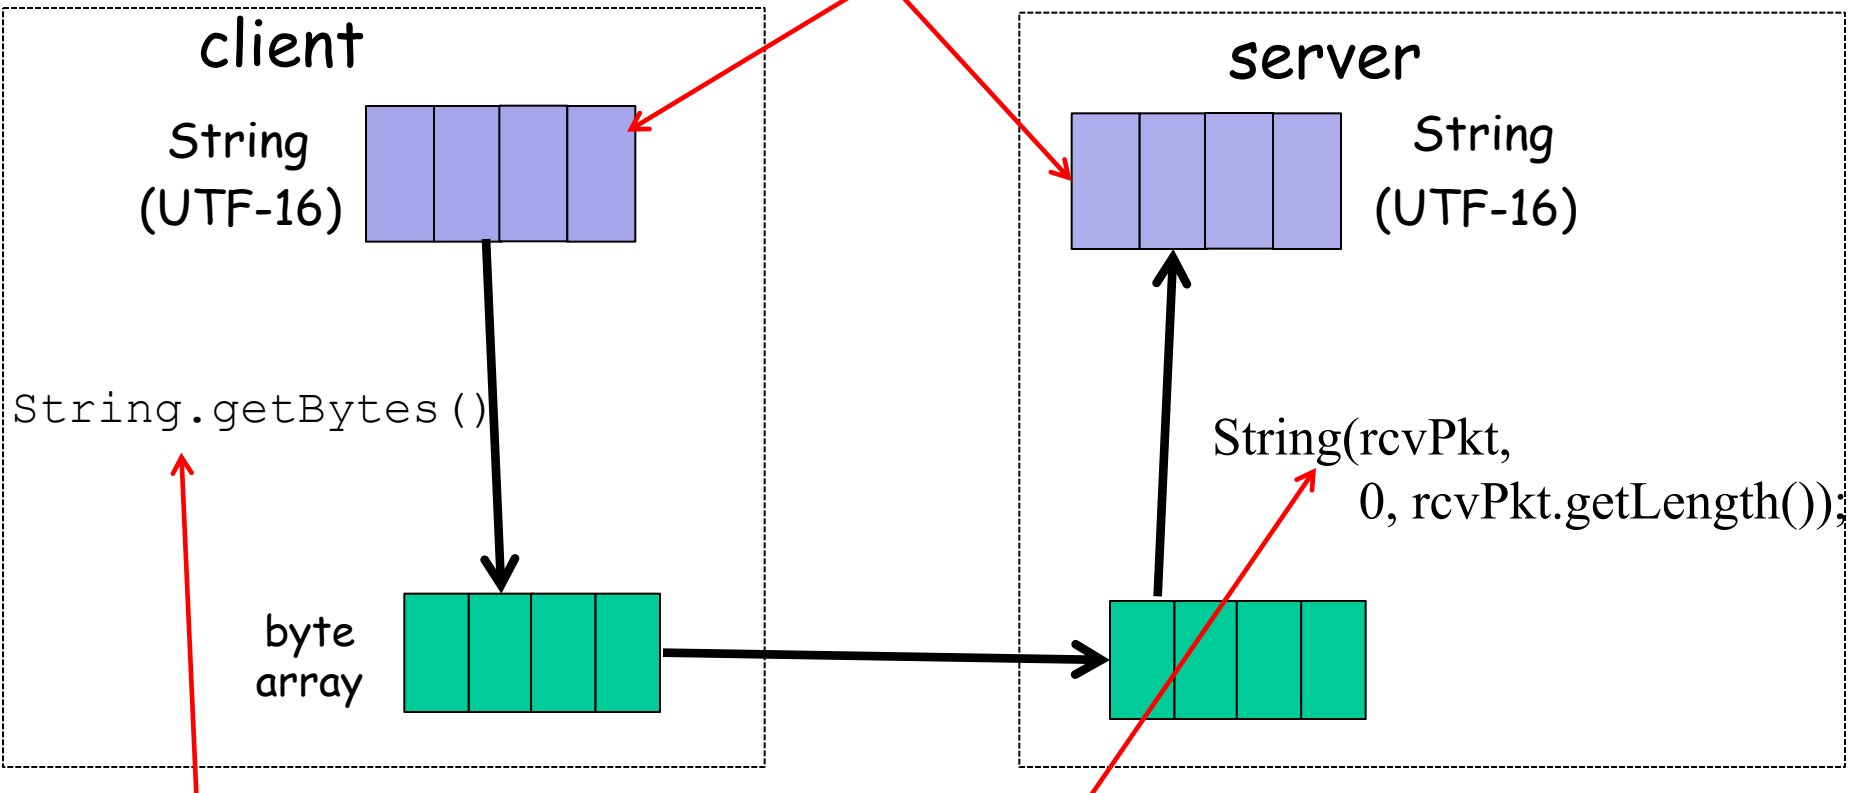 client
String
(UTF-16)
String.getBytes()
byte
array
server
String
(UTF-16)
String(rcvPkt,
0, rcvPkt.getLength());